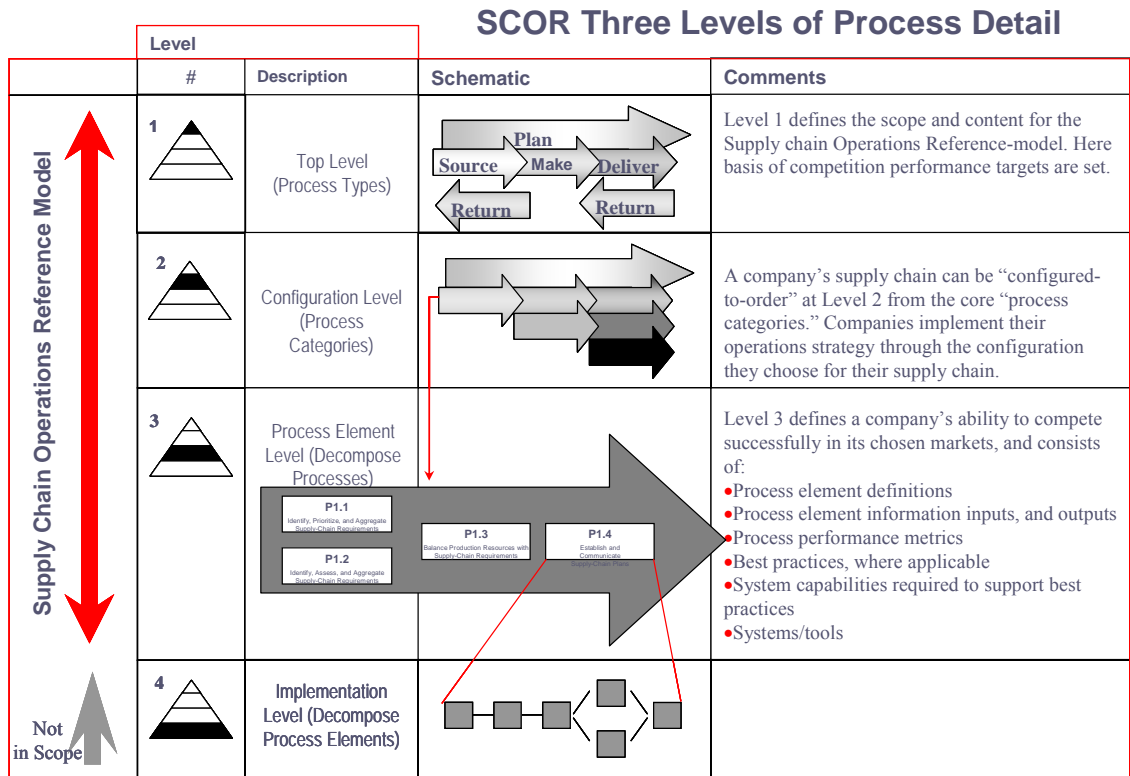 SCOR Three Levels of Process Detail
Level
#
Description
Schematic
Comments
Supply Chain Operations Reference Model
1
Top Level
(Process Types)
Plan
Source
Make
Deliver
Return
Return
Level 1 defines the scope and content for the
Supply chain Operations Reference-model. Here
basis of competition performance targets are set.
2
Configuration Level
(Process
Categories)
A company’s supply chain can be “configured-
to-order” at Level 2 from the core “process
categories.” Companies implement their
operations strategy through the configuration
they choose for their supply chain.
3
Process Element
Level (Decompose
Processes)
P1.1
Identify, Prioritize, and Aggregate
Supply-Chain Requirements
P1.2
Identify, Assess, and Aggregate
Supply-Chain Requirements
P1.3
Balance Production Resources with
Supply-Chain Requirements
P1.4
Establish and
Communicate
Supply-Chain Plans
Level 3 defines a company’s ability to compete
successfully in its chosen markets, and consists
of:
•Process element definitions
•Process element information inputs, and outputs
•Process performance metrics
•Best practices, where applicable
•System capabilities required to support best
practices
•Systems/tools
Not
in Scope
4
Implementation
Level (Decompose
Process Elements)